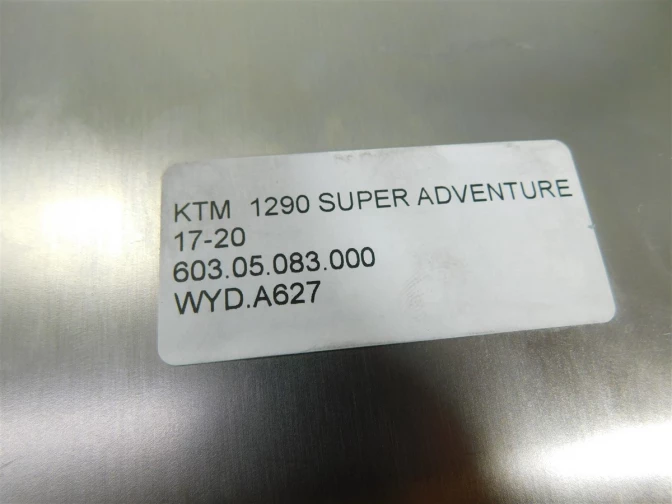 KTM  1290 SUPER ADVENTURE
17-20
603.05.083.000
WYD.A627